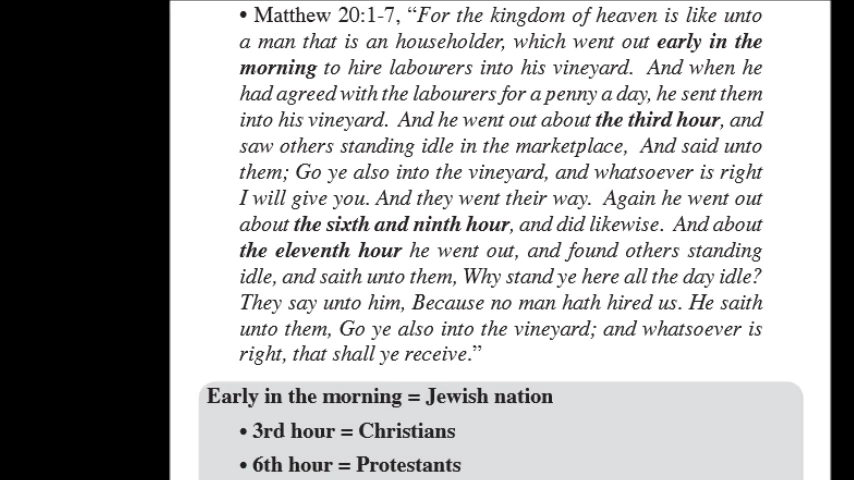 • Matthew 20:1-7, “For the kingdom of heaven is like unto
a man that is an householder, which went out early in the
morning to hire labourers into his vineyard. And when he
had agreed with the labourers for a penny a day, he sent them
into his vineyard. And he went out about the third hour, and
saw others standing idle in the marketplace, And said unto
them; Go ye also into the vineyard, and whatsoever is right
I will give you. And they went their way. Again he went out
about the sixth and ninth hour, and did likewise. And about
the eleventh hour he went out, and found others standing
idle, and saith unto them, Why stand ye here all the day idle?
They say unto him, Because no man hath hired us. He saith
unto them, Go ye also into the vineyard; and whatsoever is
right, that shall ye receive.”
Early in the morning = Jewish nation
• 3rd hour = Christians
• 6th hour = Protestants